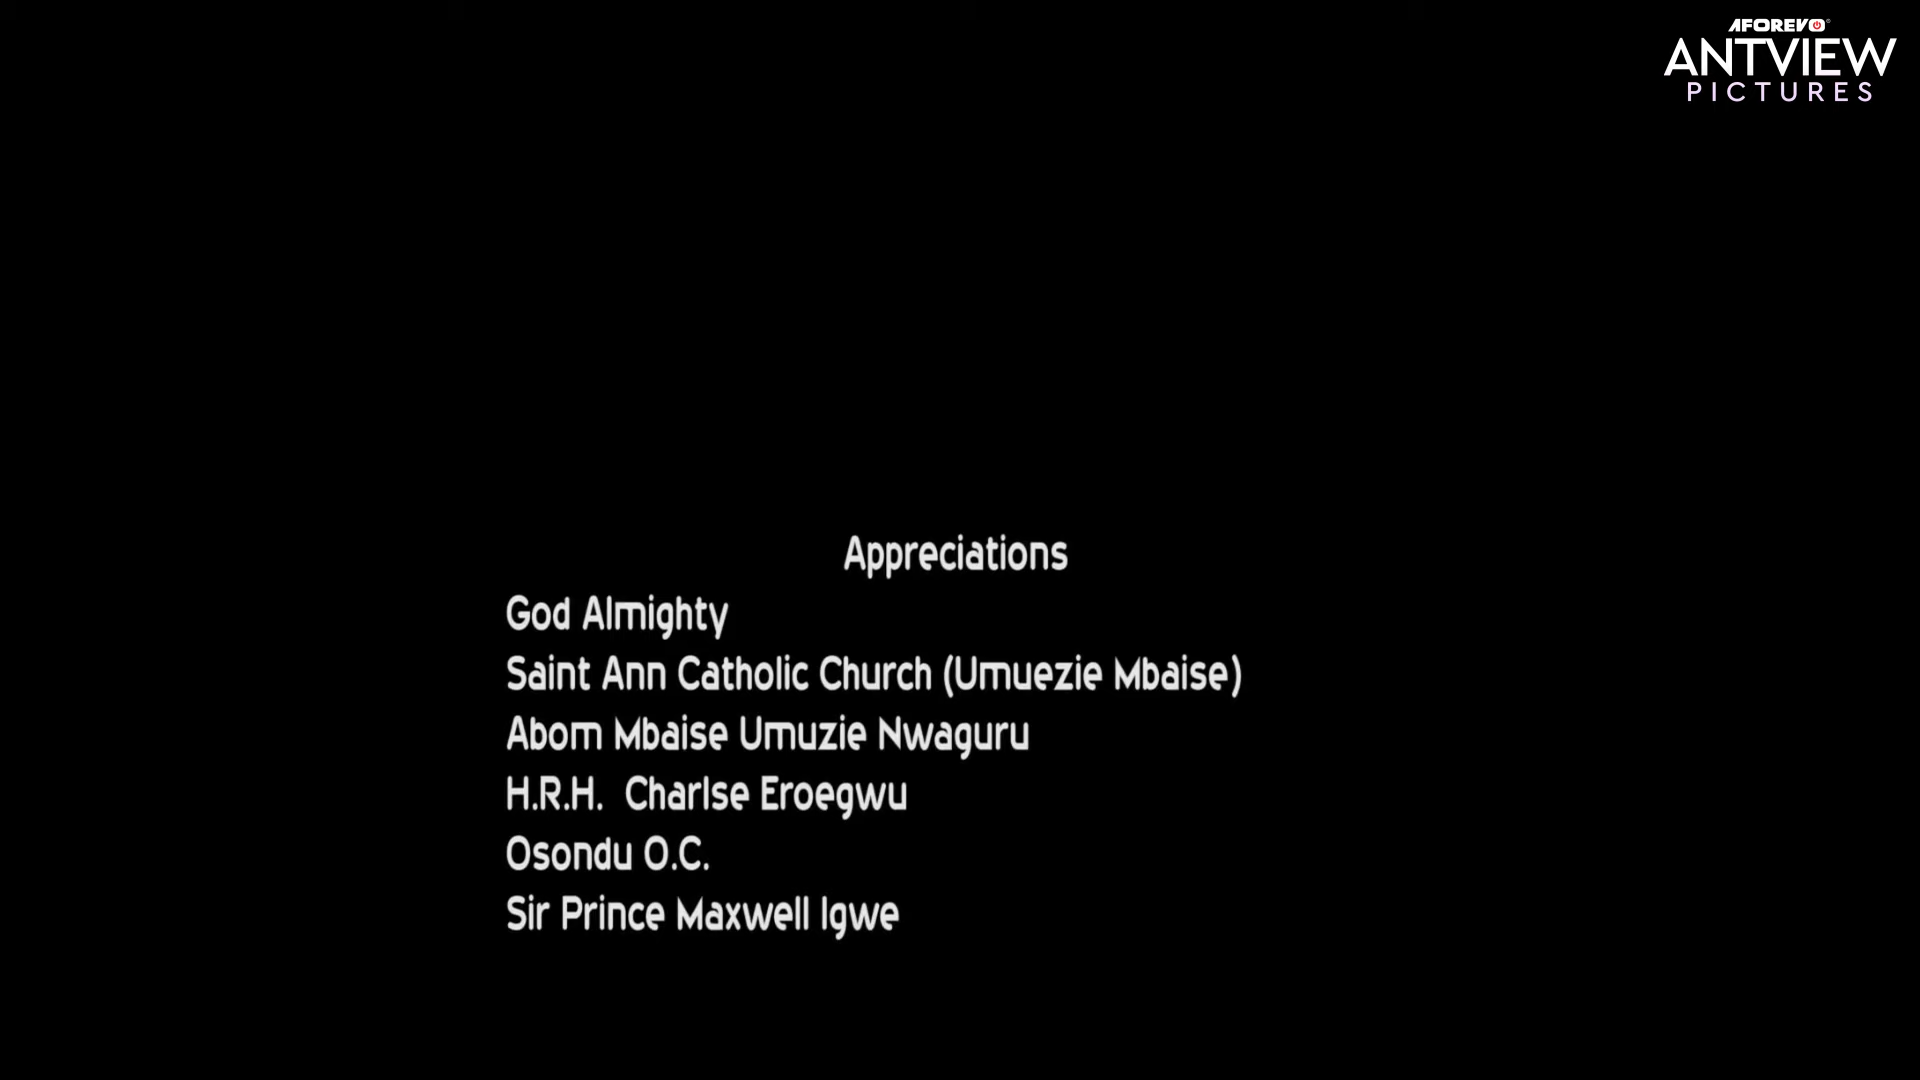 AFOREVO
ANTVIEW
PICTURES
Appreciations
God Almighty
Saint Ann Catholic Church (Umuezie Mbaise)
Abom Mbaise Umuzie Nwaguru
H.R.H. Charlse Eroegwu
Osondu O.C.
Sir Prince Maxwell Igwe